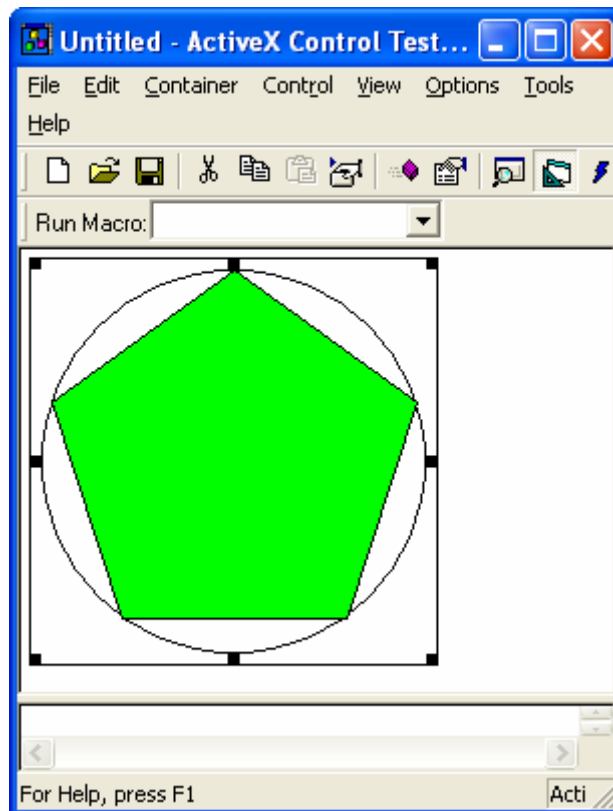 Untitled - ActiveX Control Test...
File Edit Container Control View Options Tools
Help
Run Macro:
For Help, press F1 Acti